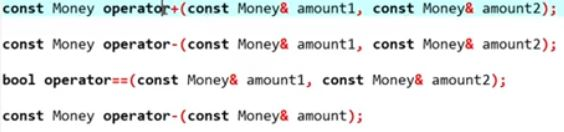 const Money operator+(const Money& amount1, const Money& amount2);
const Money operator-(const Money& amount1, const Money& amount2);
bool operator==(const Money& amount1, const Money& amount2);
const Money operator-(const Money& amount);